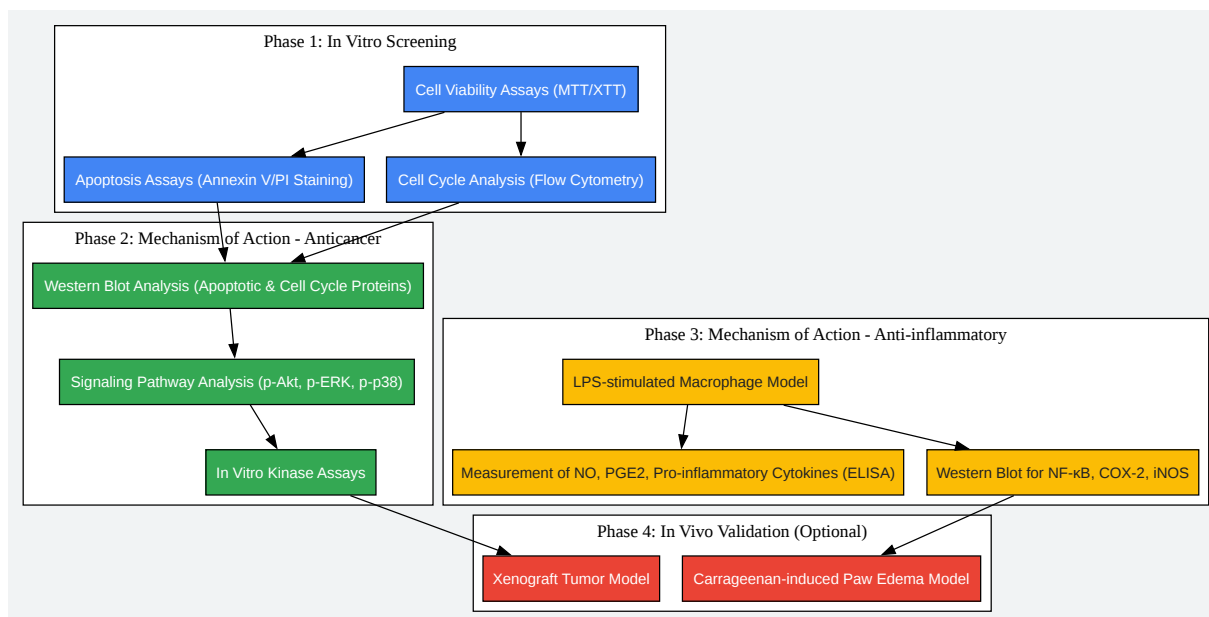 Phase 1: In Vitro Screening
Cell Viability Assays (MTT/XTT)
Apoptosis Assays (Annexin V/PI Staining)
Cell Cycle Analysis (Flow Cytometry)
Phase 2: Mechanism of Action - Anticancer
Western Blot Analysis (Apoptotic & Cell Cycle Proteins)
Signaling Pathway Analysis (p-Akt, p-ERK, p-p38)
In Vitro Kinase Assays
Phase 3: Mechanism of Action - Anti-inflammatory
LPS-stimulated Macrophage Model
Measurement of NO, PGE2, Pro-inflammatory Cytokines (ELISA)
Western Blot for NF-κB, COX-2, iNOS
Phase 4: In Vivo Validation (Optional)
Xenograft Tumor Model
Carrageenan-induced Paw Edema Model